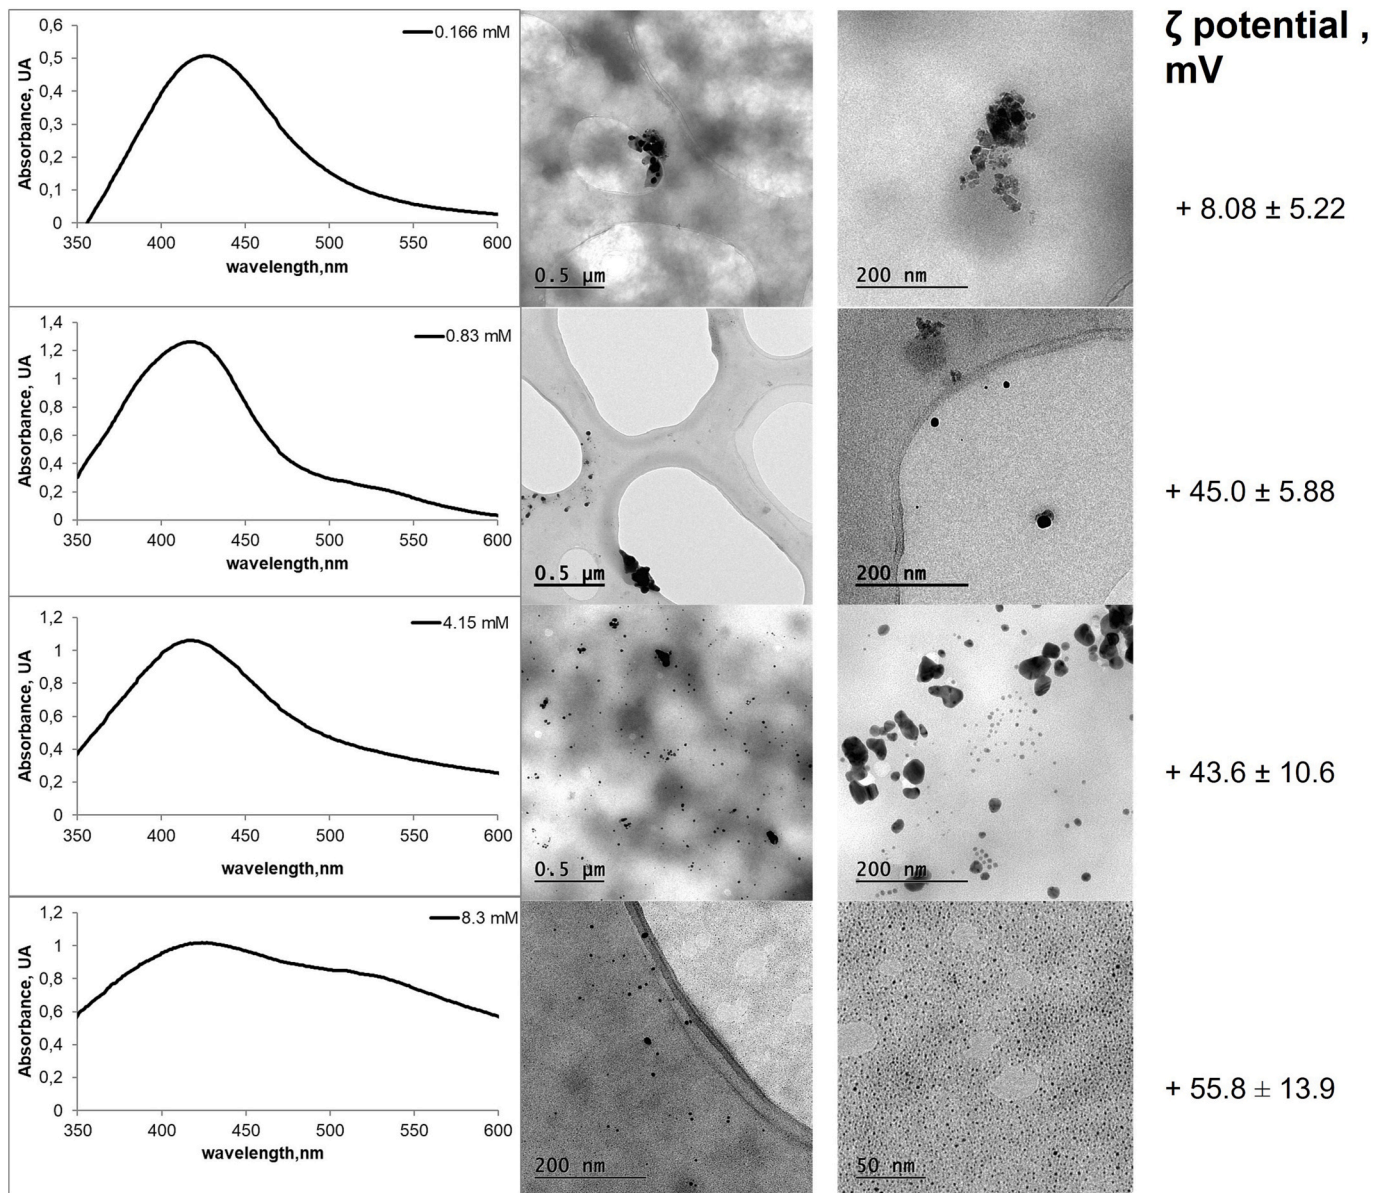 ζ potential ,
mV
0,6
0,5
0,4
0,3
0,2
0,1
0
Absorbance, UA
0.166 mM
350 400 450 500 550 600
wavelength,nm
0.5 µm
200 nm
+ 8.08 ± 5.22
1,4
1,2
1
0,8
0,6
0,4
0,2
0
Absorbance, UA
0.83 mM
350 400 450 500 550 600
wavelength,nm
0.5 µm
200 nm
+ 45.0 ± 5.88
1,2
1
0,8
0,6
0,4
0,2
0
Absorbance, UA
4.15 mM
350 400 450 500 550 600
wavelength,nm
0.5 µm
200 nm
+ 43.6 ± 10.6
1,2
1
0,8
0,6
0,4
0,2
0
Absorbance, UA
8.3 mM
350 400 450 500 550 600
wavelength,nm
200 nm
50 nm
+ 55.8 ± 13.9